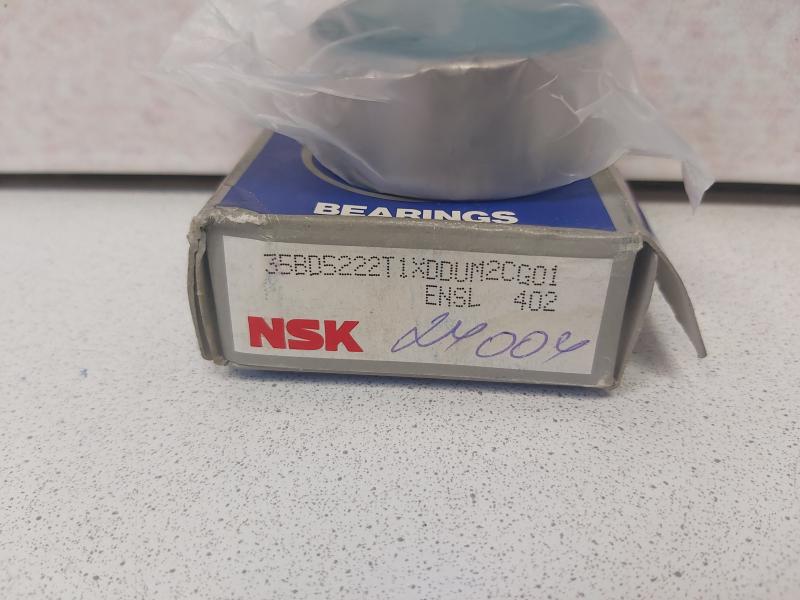 BEARINGS
35BD5222T1XDDUM2CG01
ENSL 402
NSK 24004